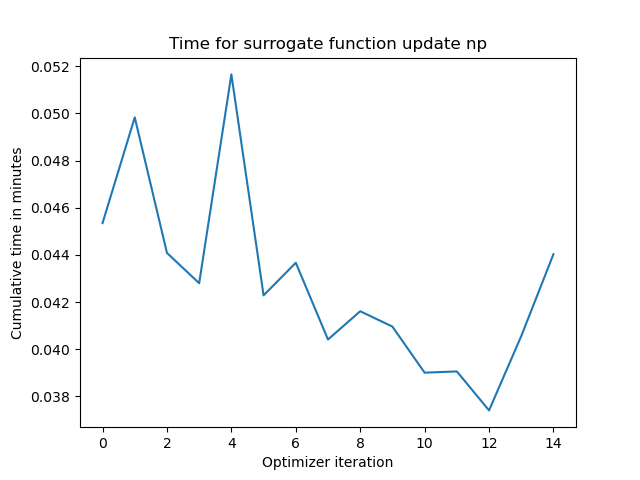 Time for surrogate function update np
Cumulative time in minutes
0.052
0.050
0.048
0.046
0.044
0.042
0.040
0.038
0 2 4 6 8 10 12 14
Optimizer iteration